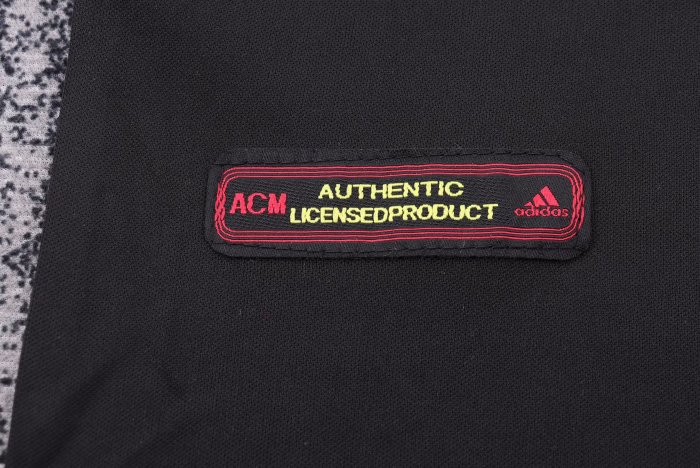 ACM
AUTHENTIC
LICENSEDPRODUCT
adidas